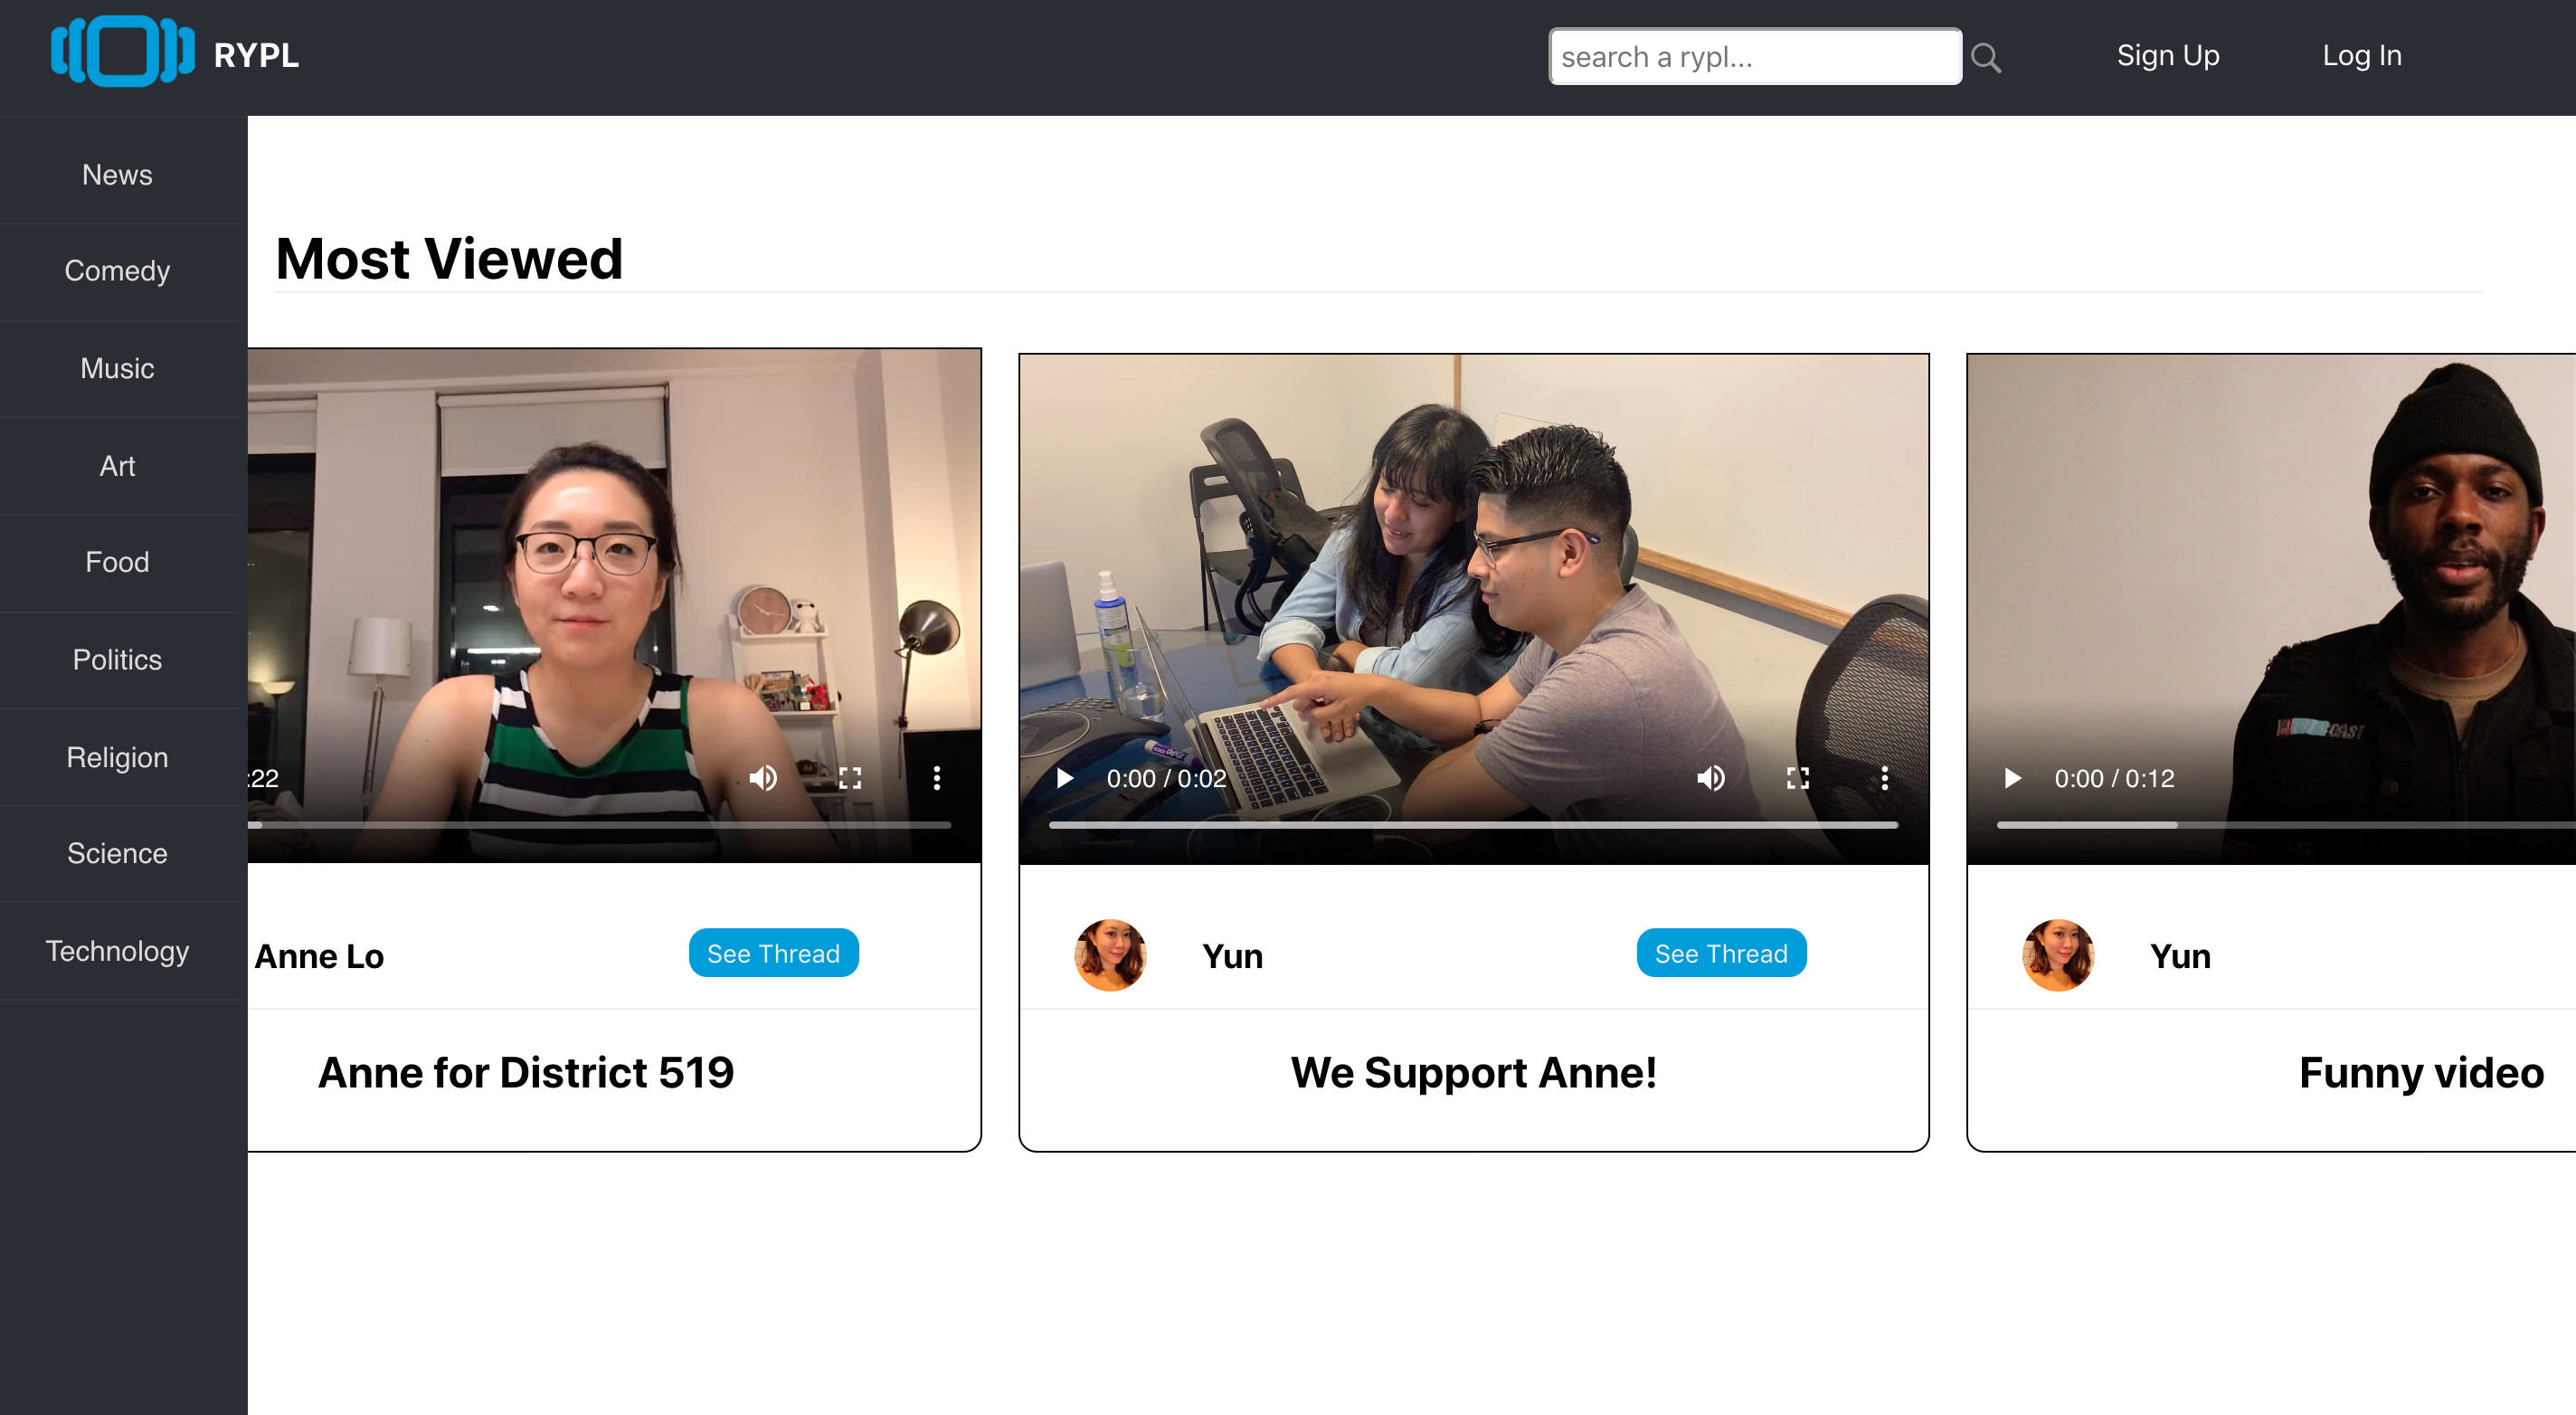 RYPL
search a rypl...
Sign Up
Log In
News
Comedy
Music
Art
Food
Politics
Religion
Science
Technology
Most Viewed
:22
0:00 / 0:02
0:00 / 0:12
Anne Lo
See Thread
Yun
See Thread
Yun
Anne for District 519
We Support Anne!
Funny video